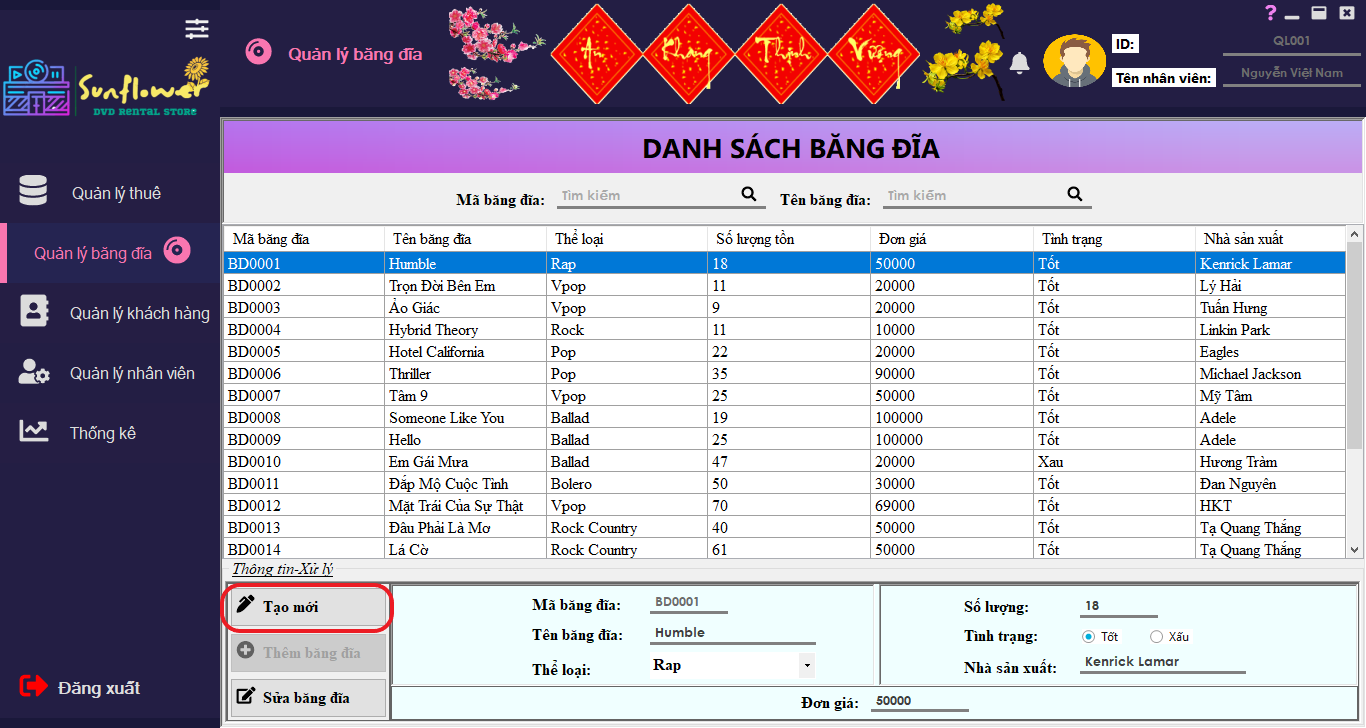 ?
Quản lý băng đĩa
An Khang Thịnh Vượng
ID: QL001
Tên nhân viên: Nguyễn Việt Nam
Sunflower
DVD RENTAL STORE
Quản lý thuê
Quản lý băng đĩa
Quản lý khách hàng
Quản lý nhân viên
Thống kê
Đăng xuất
DANH SÁCH BĂNG ĐĨA
Mã băng đĩa: Tìm kiếm Tên băng đĩa: Tìm kiếm
Mã băng đĩa Tên băng đĩa Thể loại Số lượng tồn Đơn giá Tình trạng Nhà sản xuất
BD0001 Humble Rap 18 50000 Tốt Kenrick Lamar
BD0002 Trọn Đời Bên Em Vpop 11 20000 Tốt Lý Hải
BD0003 Ảo Giác Vpop 9 20000 Tốt Tuấn Hưng
BD0004 Hybrid Theory Rock 11 10000 Tốt Linkin Park
BD0005 Hotel California Pop 22 20000 Tốt Eagles
BD0006 Thriller Pop 35 90000 Tốt Michael Jackson
BD0007 Tâm 9 Vpop 25 50000 Tốt Mỹ Tâm
BD0008 Someone Like You Ballad 19 100000 Tốt Adele
BD0009 Hello Ballad 25 100000 Tốt Adele
BD0010 Em Gái Mưa Ballad 47 20000 Xau Hương Tràm
BD0011 Đắp Mộ Cuộc Tình Bolero 50 30000 Tốt Đan Nguyên
BD0012 Mặt Trái Của Sự Thật Vpop 70 69000 Tốt HKT
BD0013 Đâu Phải Là Mơ Rock Country 40 50000 Tốt Tạ Quang Thắng
BD0014 Lá Cờ Rock Country 61 50000 Tốt Tạ Quang Thắng
Thông tin-Xử lý
Tạo mới
Thêm băng đĩa
Sửa băng đĩa
Mã băng đĩa: BD0001
Tên băng đĩa: Humble
Thể loại: Rap
Số lượng: 18
Tình trạng: Tốt Xấu
Nhà sản xuất: Kenrick Lamar
Đơn giá: 50000